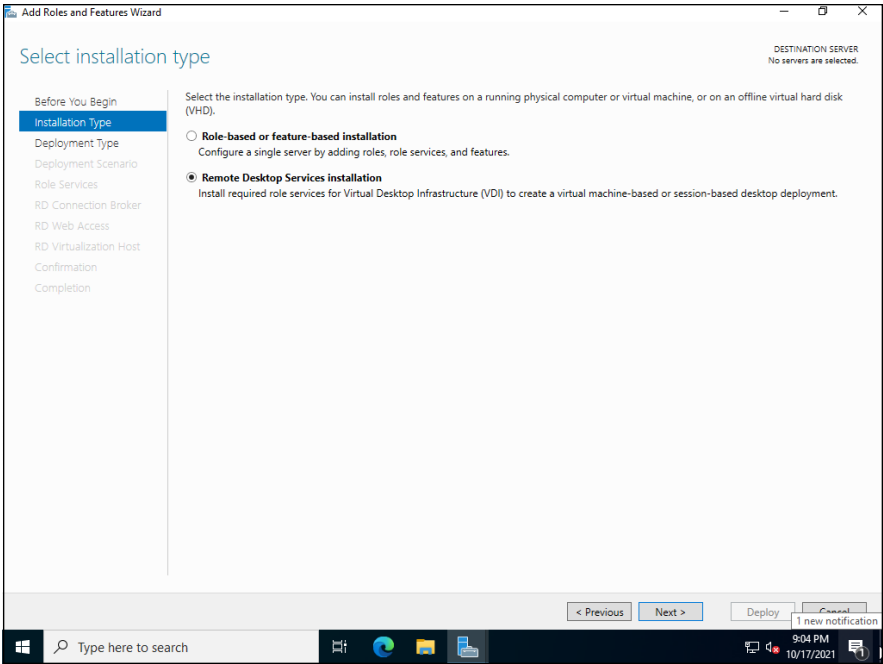 Add Roles and Features Wizard
Select installation type
DESTINATION SERVER
No servers are selected.
Before You Begin
Installation Type
Deployment Type
Deployment Scenario
Role Services
RD Connection Broker
RD Web Access
RD Virtualization Host
Confirmation
Completion
Select the installation type. You can install roles and features on a running physical computer or virtual machine, or on an offline virtual hard disk
(VHD).
Role-based or feature-based installation
Configure a single server by adding roles, role services, and features.
Remote Desktop Services installation
Install required role services for Virtual Desktop Infrastructure (VDI) to create a virtual machine-based or session-based desktop deployment.
< Previous
Next >
Deploy
Cancel
1 new notification
Type here to search
9:04 PM
10/17/2021
1